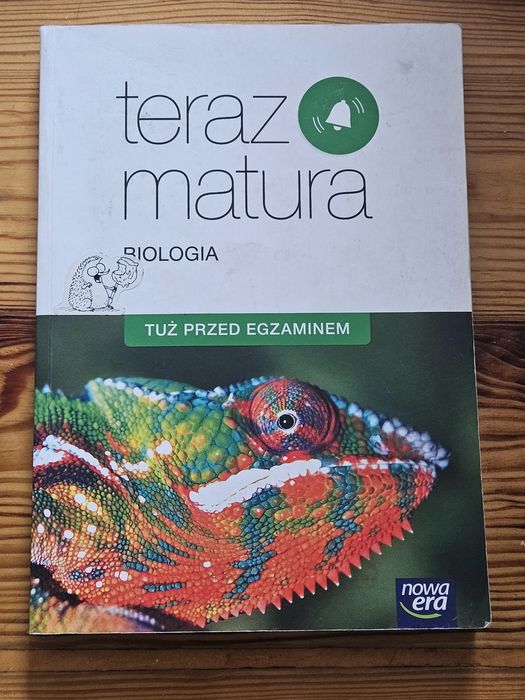 teraz
matura
BIOLOGIA
TUŻ PRZED EGZAMINEM
nowa
era